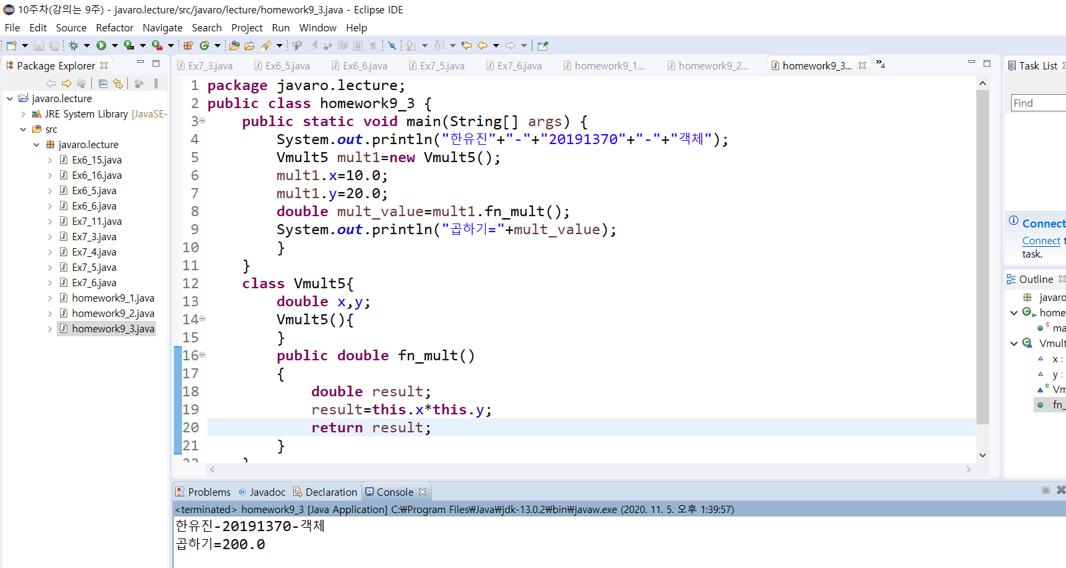 10주차(강의는 9주) - javaro.lecture/src/javaro/lecture/homework9_3.java - Eclipse IDE
File Edit Source Refactor Navigate Search Project Run Window Help
Package Explorer
Ex7_3.java Ex6_5.java Ex6_6.java Ex7_5.java Ex7_6.java homework9_1... homework9_2... homework9_3... »4
Task List
Find
javaro.lecture
JRE System Library [JavaSE-
src
javaro.lecture
Ex6_15.java
Ex6_16.java
Ex6_5.java
Ex6_6.java
Ex7_11.java
Ex7_3.java
Ex7_4.java
Ex7_5.java
Ex7_6.java
homework9_1.java
homework9_2.java
homework9_3.java
1 package javaro.lecture;
2 public class homework9_3 {
3 public static void main(String[] args) {
4 System.out.println("한유진"+"-"+"20191370"+"-"+"객체");
5 Vmult5 mult1=new Vmult5();
6 mult1.x=10.0;
7 mult1.y=20.0;
8 double mult_value=mult1.fn_mult();
9 System.out.println("곱하기="+mult_value);
10 }
11 }
12 class Vmult5{
13 double x,y;
14 Vmult5(){
15 }
16 public double fn_mult()
17 {
18 double result;
19 result=this.x*this.y;
20 return result;
21 }
Connect
Connect t
task.
Outline
javaro
home
ma
Vmult
x :
y :
Vm
fn_
Problems Javadoc Declaration Console
<terminated> homework9_3 [Java Application] C:₩Program Files₩Java₩jdk-13.0.2₩bin₩javaw.exe (2020. 11. 5. 오후 1:39:57)
한유진-20191370-객체
곱하기=200.0